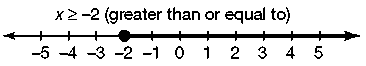 x ≥ –2 (greater than or equal to)
–5 –4 –3 –2 –1 0 1 2 3 4 5